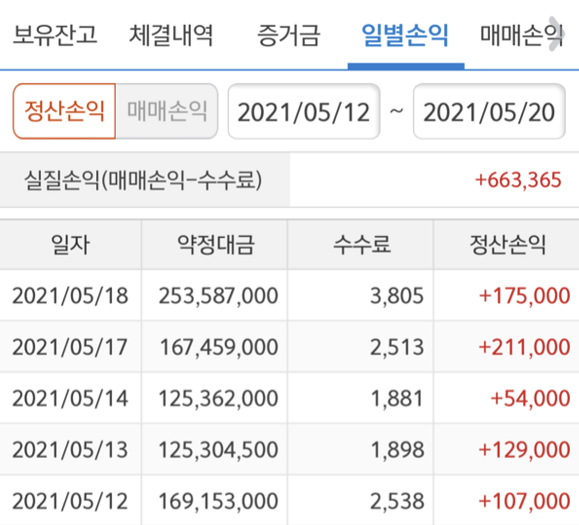 보유잔고 체결내역 증거금 일별손익 매매손익
정산손익 매매손익 2021/05/12 ~ 2021/05/20
실질손익(매매손익-수수료) +663,365
일자 약정대금 수수료 정산손익
2021/05/18 253,587,000 3,805 +175,000
2021/05/17 167,459,000 2,513 +211,000
2021/05/14 125,362,000 1,881 +54,000
2021/05/13 125,304,500 1,898 +129,000
2021/05/12 169,153,000 2,538 +107,000